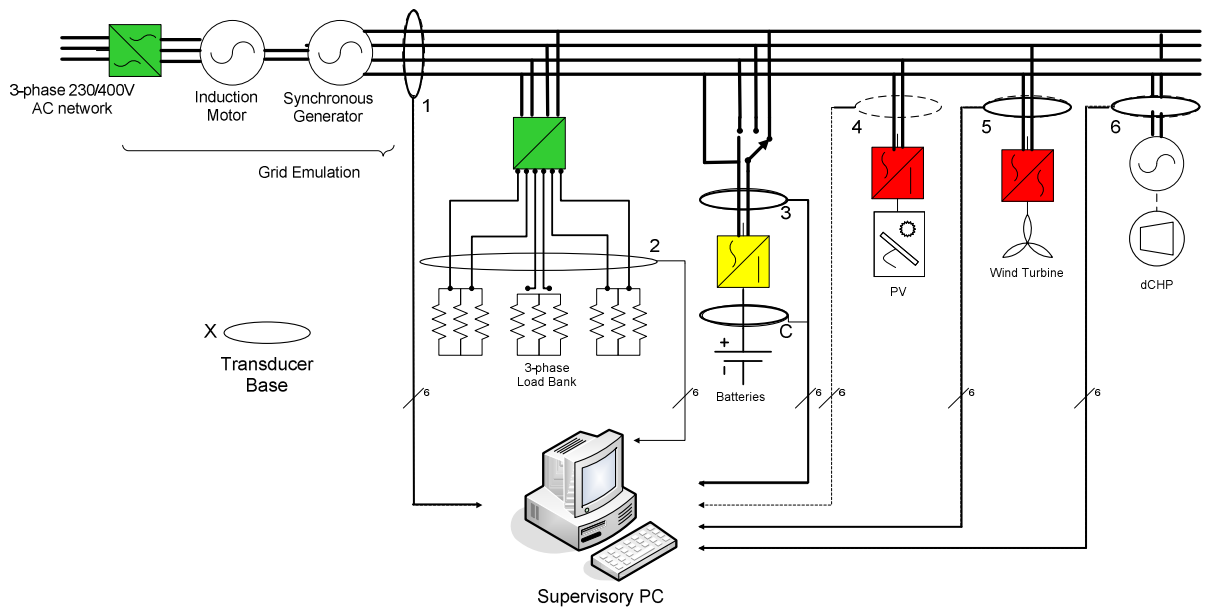 3-phase 230/400V
AC network
Induction
Motor
Synchronous
Generator
Grid Emulation
1
2
3
4
5
6
C
+
X
Transducer
Base
3-phase
Load Bank
Batteries
PV
Wind Turbine
dCHP
6
6
6
6
6
6
Supervisory PC